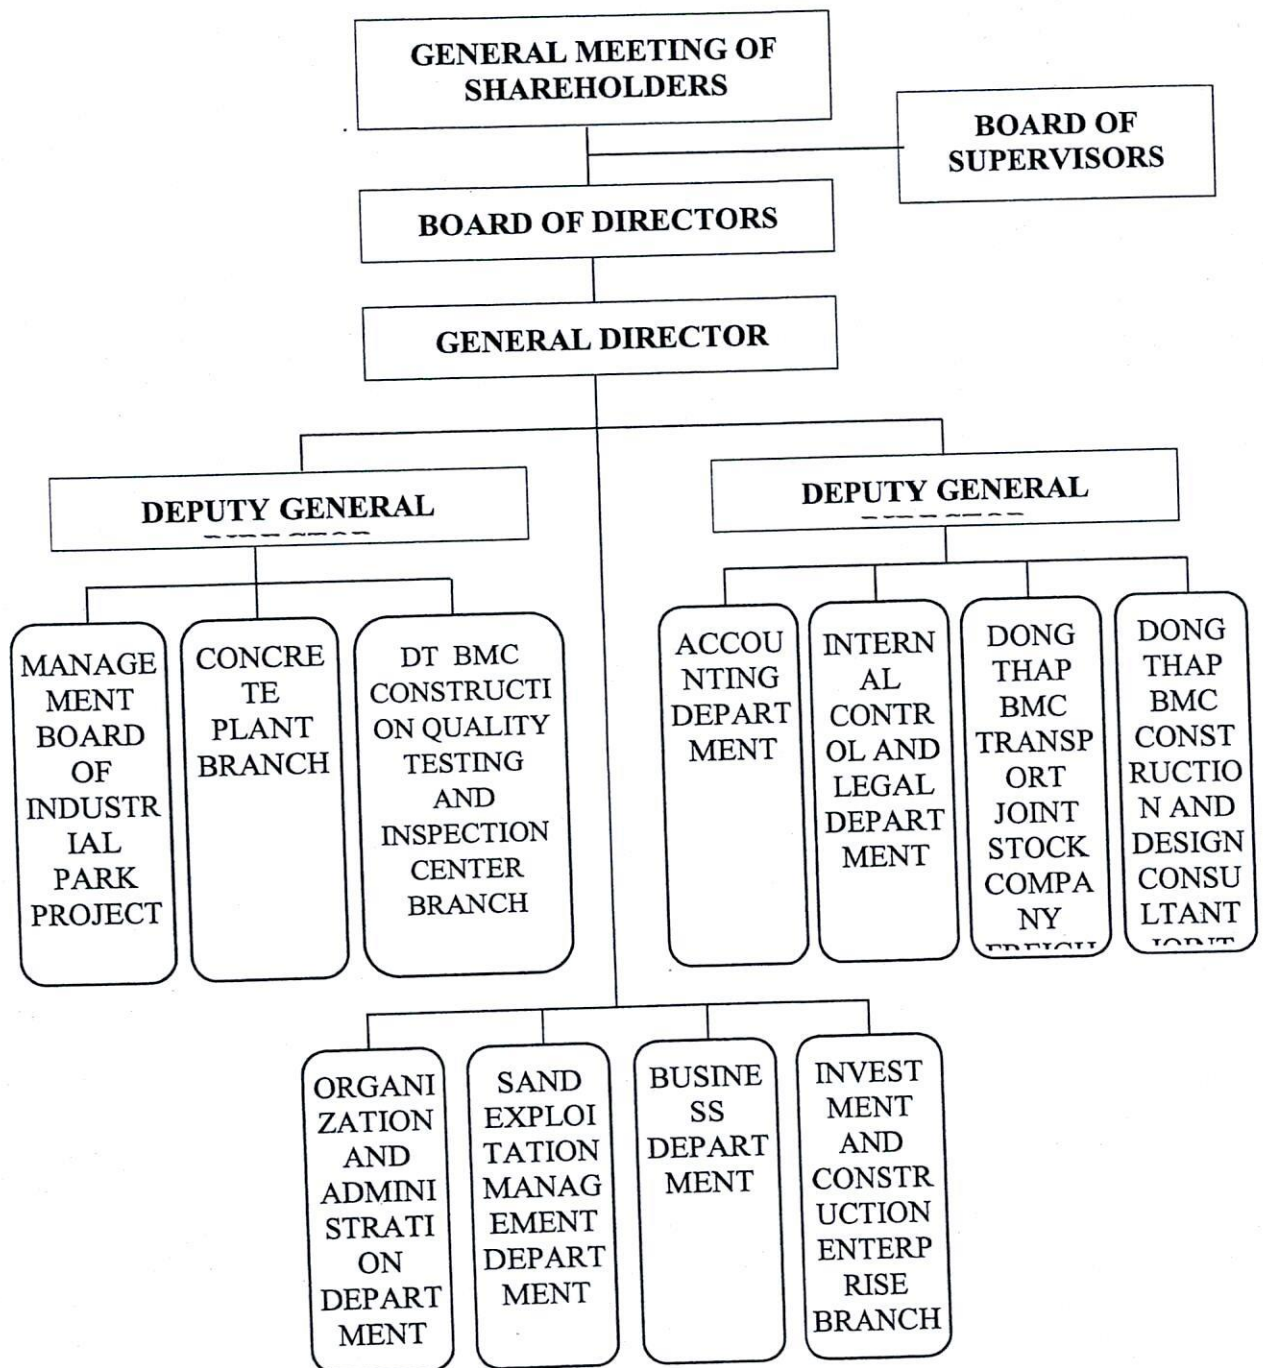 GENERAL MEETING OF
SHAREHOLDERS
BOARD OF
SUPERVISORS
BOARD OF DIRECTORS
GENERAL DIRECTOR
DEPUTY GENERAL
DEPUTY GENERAL
MANAGE
MENT
BOARD
OF
INDUSTR
IAL
PARK
PROJECT
CONCRE
TE
PLANT
BRANCH
DT BMC
CONSTRUCTI
ON QUALITY
TESTING
AND
INSPECTION
CENTER
BRANCH
ACCOU
NTING
DEPART
MENT
INTERN
AL
CONTR
OL AND
LEGAL
DEPART
MENT
DONG
THAP
BMC
TRANSP
ORT
JOINT
STOCK
COMPA
NY
DONG
THAP
BMC
CONST
RUCTIO
N AND
DESIGN
CONSU
LTANT
ORGANI
ZATION
AND
ADMINI
STRATI
ON
DEPART
MENT
SAND
EXPLOI
TATION
MANAG
EMENT
DEPART
MENT
BUSINE
SS
DEPART
MENT
INVEST
MENT
AND
CONSTR
UCTION
ENTERP
RISE
BRANCH